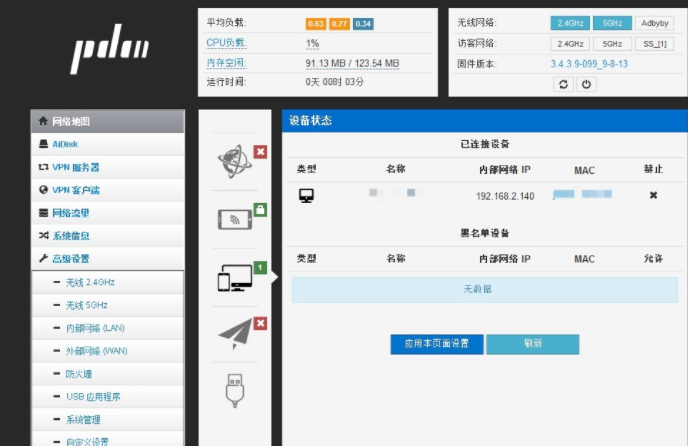 pdcn
平均负载: 0.63 0.77 0.34
CPU负载: 1%
内存空闲: 91.13 MB / 123.54 MB
运行时间: 0天 00时 03分
无线网络: 2.4GHz 5GHz Adbyby
访客网络: 2.4GHz 5GHz SS_[1]
固件版本: 3.4.3.9-099_9-8-13
网络地图
AiDisk
VPN 服务器
VPN 客户端
网络流量
系统信息
高级设置
无线 2.4GHz
无线 5GHz
内部网络 (LAN)
外部网络 (WAN)
防火墙
USB 应用程序
系统管理
自定义设置
1
设备状态
已连接设备
类型 名称 内部网络 IP MAC 禁止
192.168.2.140
黑名单设备
类型 名称 内部网络 IP MAC 允许
无数据
应用本页面设置 刷新